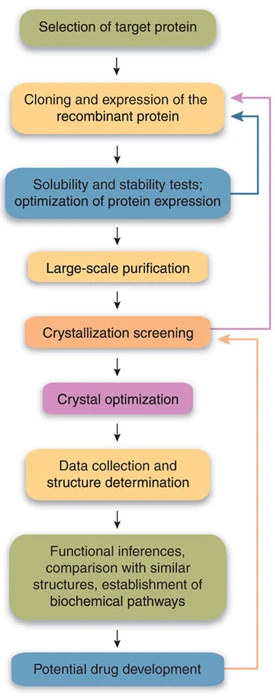 Selection of target protein
Cloning and expression of the
recombinant protein
Solubility and stability tests;
optimization of protein expression
Large-scale purification
Crystallization screening
Crystal optimization
Data collection and
structure determination
Functional inferences,
comparison with similar
structures, establishment of
biochemical pathways
Potential drug development